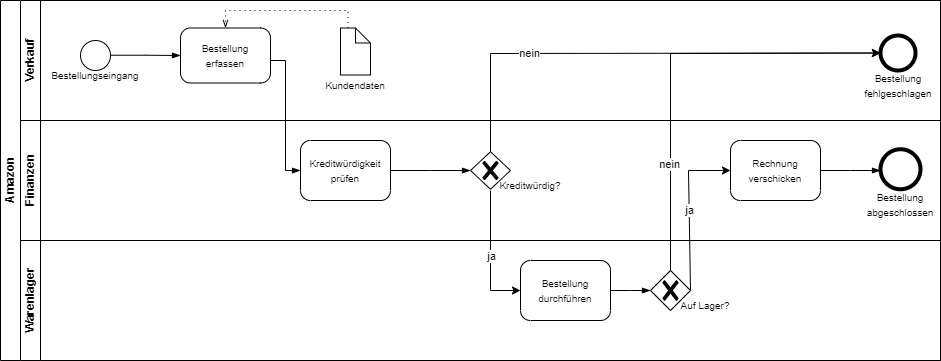 Amazon
Verkauf
Bestellungseingang
Bestellung
erfassen
Kundendaten
nein
Bestellung
fehlgeschlagen
Finanzen
Kreditwürdigkeit
prüfen
Kreditwürdig?
nein
Rechnung
verschicken
Bestellung
abgeschlossen
ja
ja
Warenlager
Bestellung
durchführen
Auf Lager?